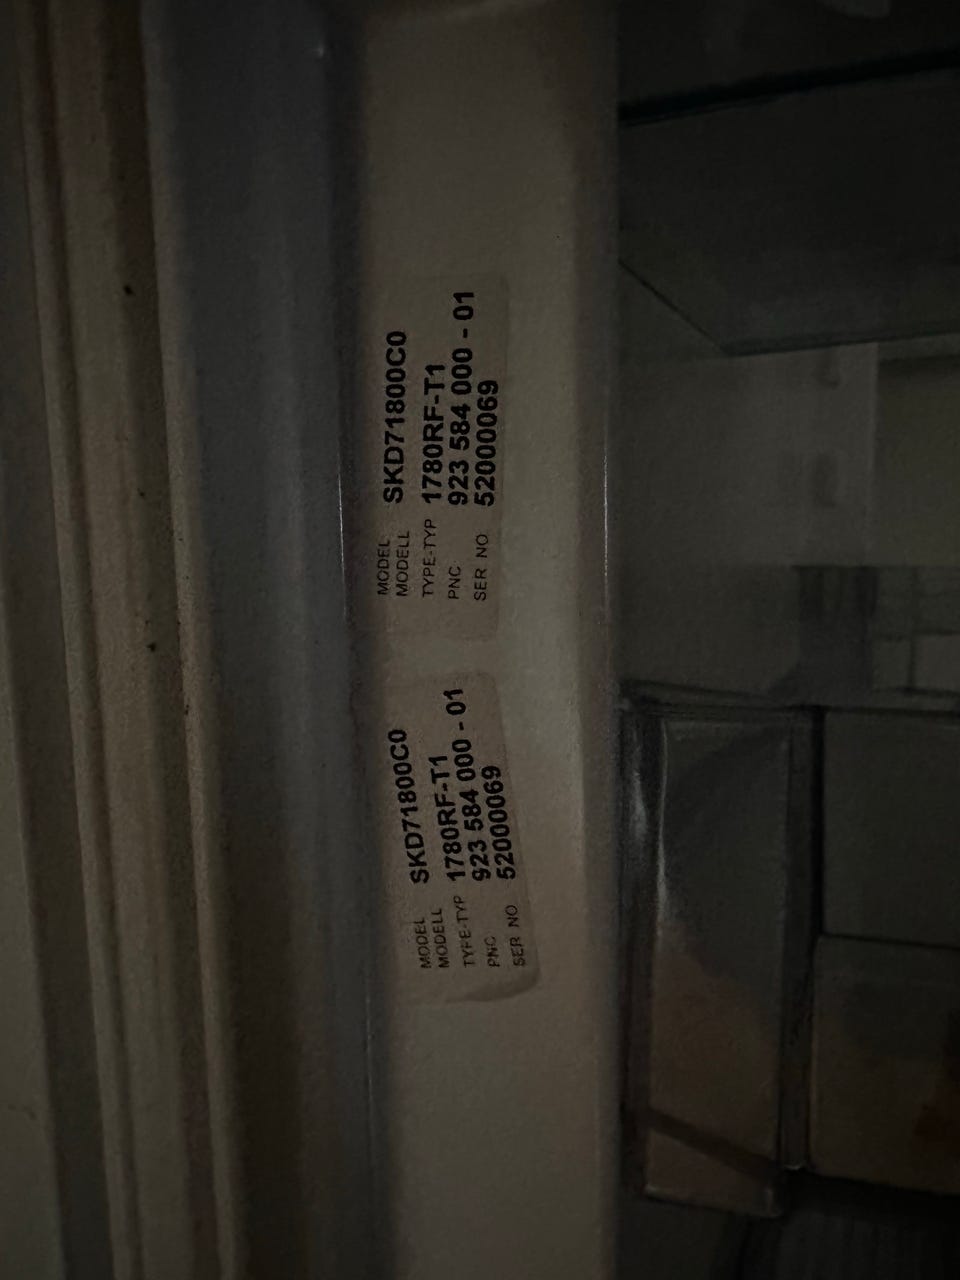 MODEL
MODELL SKD71800C0
TYPE-TYP 1780RF-T1
PNC 923 584 000 - 01
SER NO 52000069
MODEL
MODELL SKD71800C0
TYPE-TYP 1780RF-T1
PNC 923 584 000 - 01
SER NO 52000069